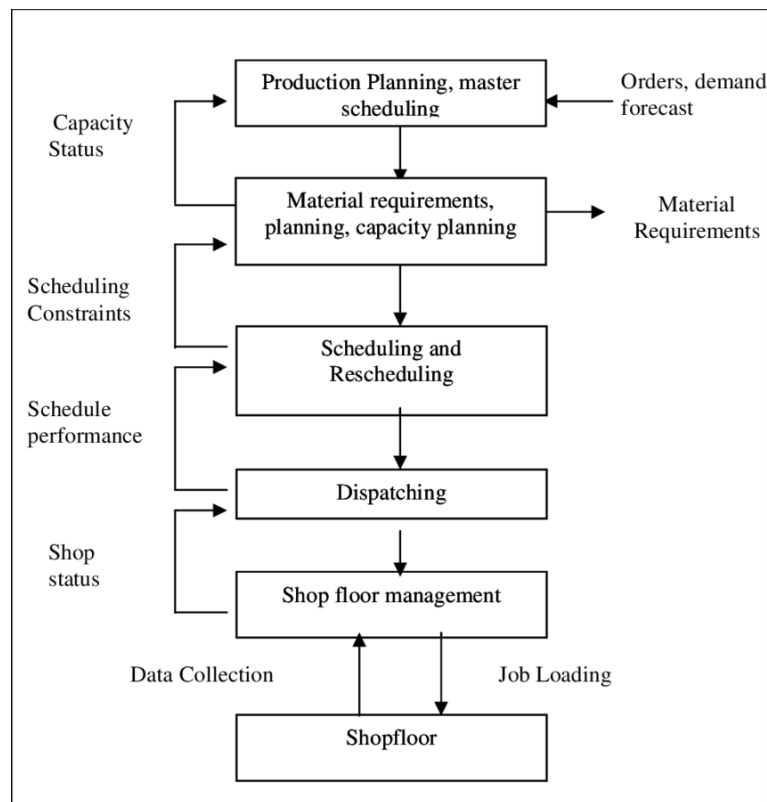 Production Planning, master
scheduling
Orders, demand
forecast
Capacity
Status
Material requirements,
planning, capacity planning
Material
Requirements
Scheduling
Constraints
Scheduling and
Rescheduling
Schedule
performance
Dispatching
Shop
status
Shop floor management
Data Collection
Job Loading
Shopfloor